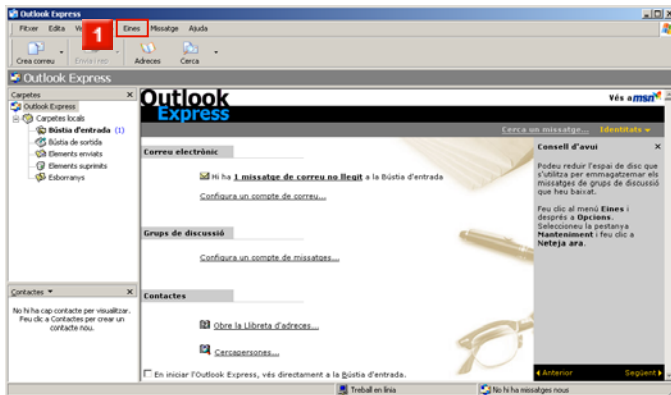 Outlook Express
Fitxer Edita Vi 1 Eines Missatge Ajuda
Crea correu Envia i rep Adreces Cerca
Outlook Express
Carpetes ×
Outlook Express
Carpetes locals
Bústia d'entrada (1)
Bústia de sortida
Elements enviats
Elements suprimits
Esborranys
Contactes ×
No hi ha cap contacte per visualitzar.
Feu clic a Contactes per crear un
contacte nou.
Outlook
Express
Vés a msn
Cerca un missatge... Identitats
Correu electrònic
Hi ha 1 missatge de correu no llegit a la Bústia d'entrada
Configura un compte de correu...
Grups de discussió
Configura un compte de missatges...
Contactes
Obre la Llibreta d'adreces...
Cercapersones...
En iniciar l'Outlook Express, vés directament a la Bústia d'entrada.
Consell d'avui ×
Podeu reduir l'espai de disc que
s'utilitza per emmagatzemar els
missatges de grups de discussió
que heu baixat.
Feu clic al menú Eines i
després a Opcions.
Seleccioneu la pestanya
Manteniment i feu clic a
Neteja ara.
Anterior Següent
Treball en línia
No hi ha missatges nous